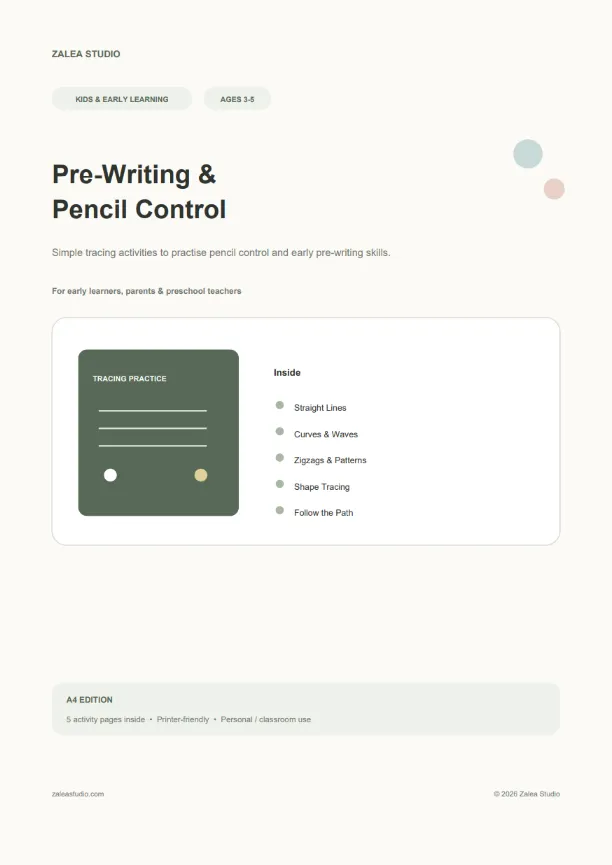 ZALEA STUDIO
KIDS & EARLY LEARNING
AGES 3-5
Pre-Writing &
Pencil Control
Simple tracing activities to practise pencil control and early pre-writing skills.
For early learners, parents & preschool teachers
TRACING PRACTICE
Inside
Straight Lines
Curves & Waves
Zigzags & Patterns
Shape Tracing
Follow the Path
A4 EDITION
5 activity pages inside • Printer-friendly • Personal / classroom use
zaleastudio.com
© 2026 Zalea Studio